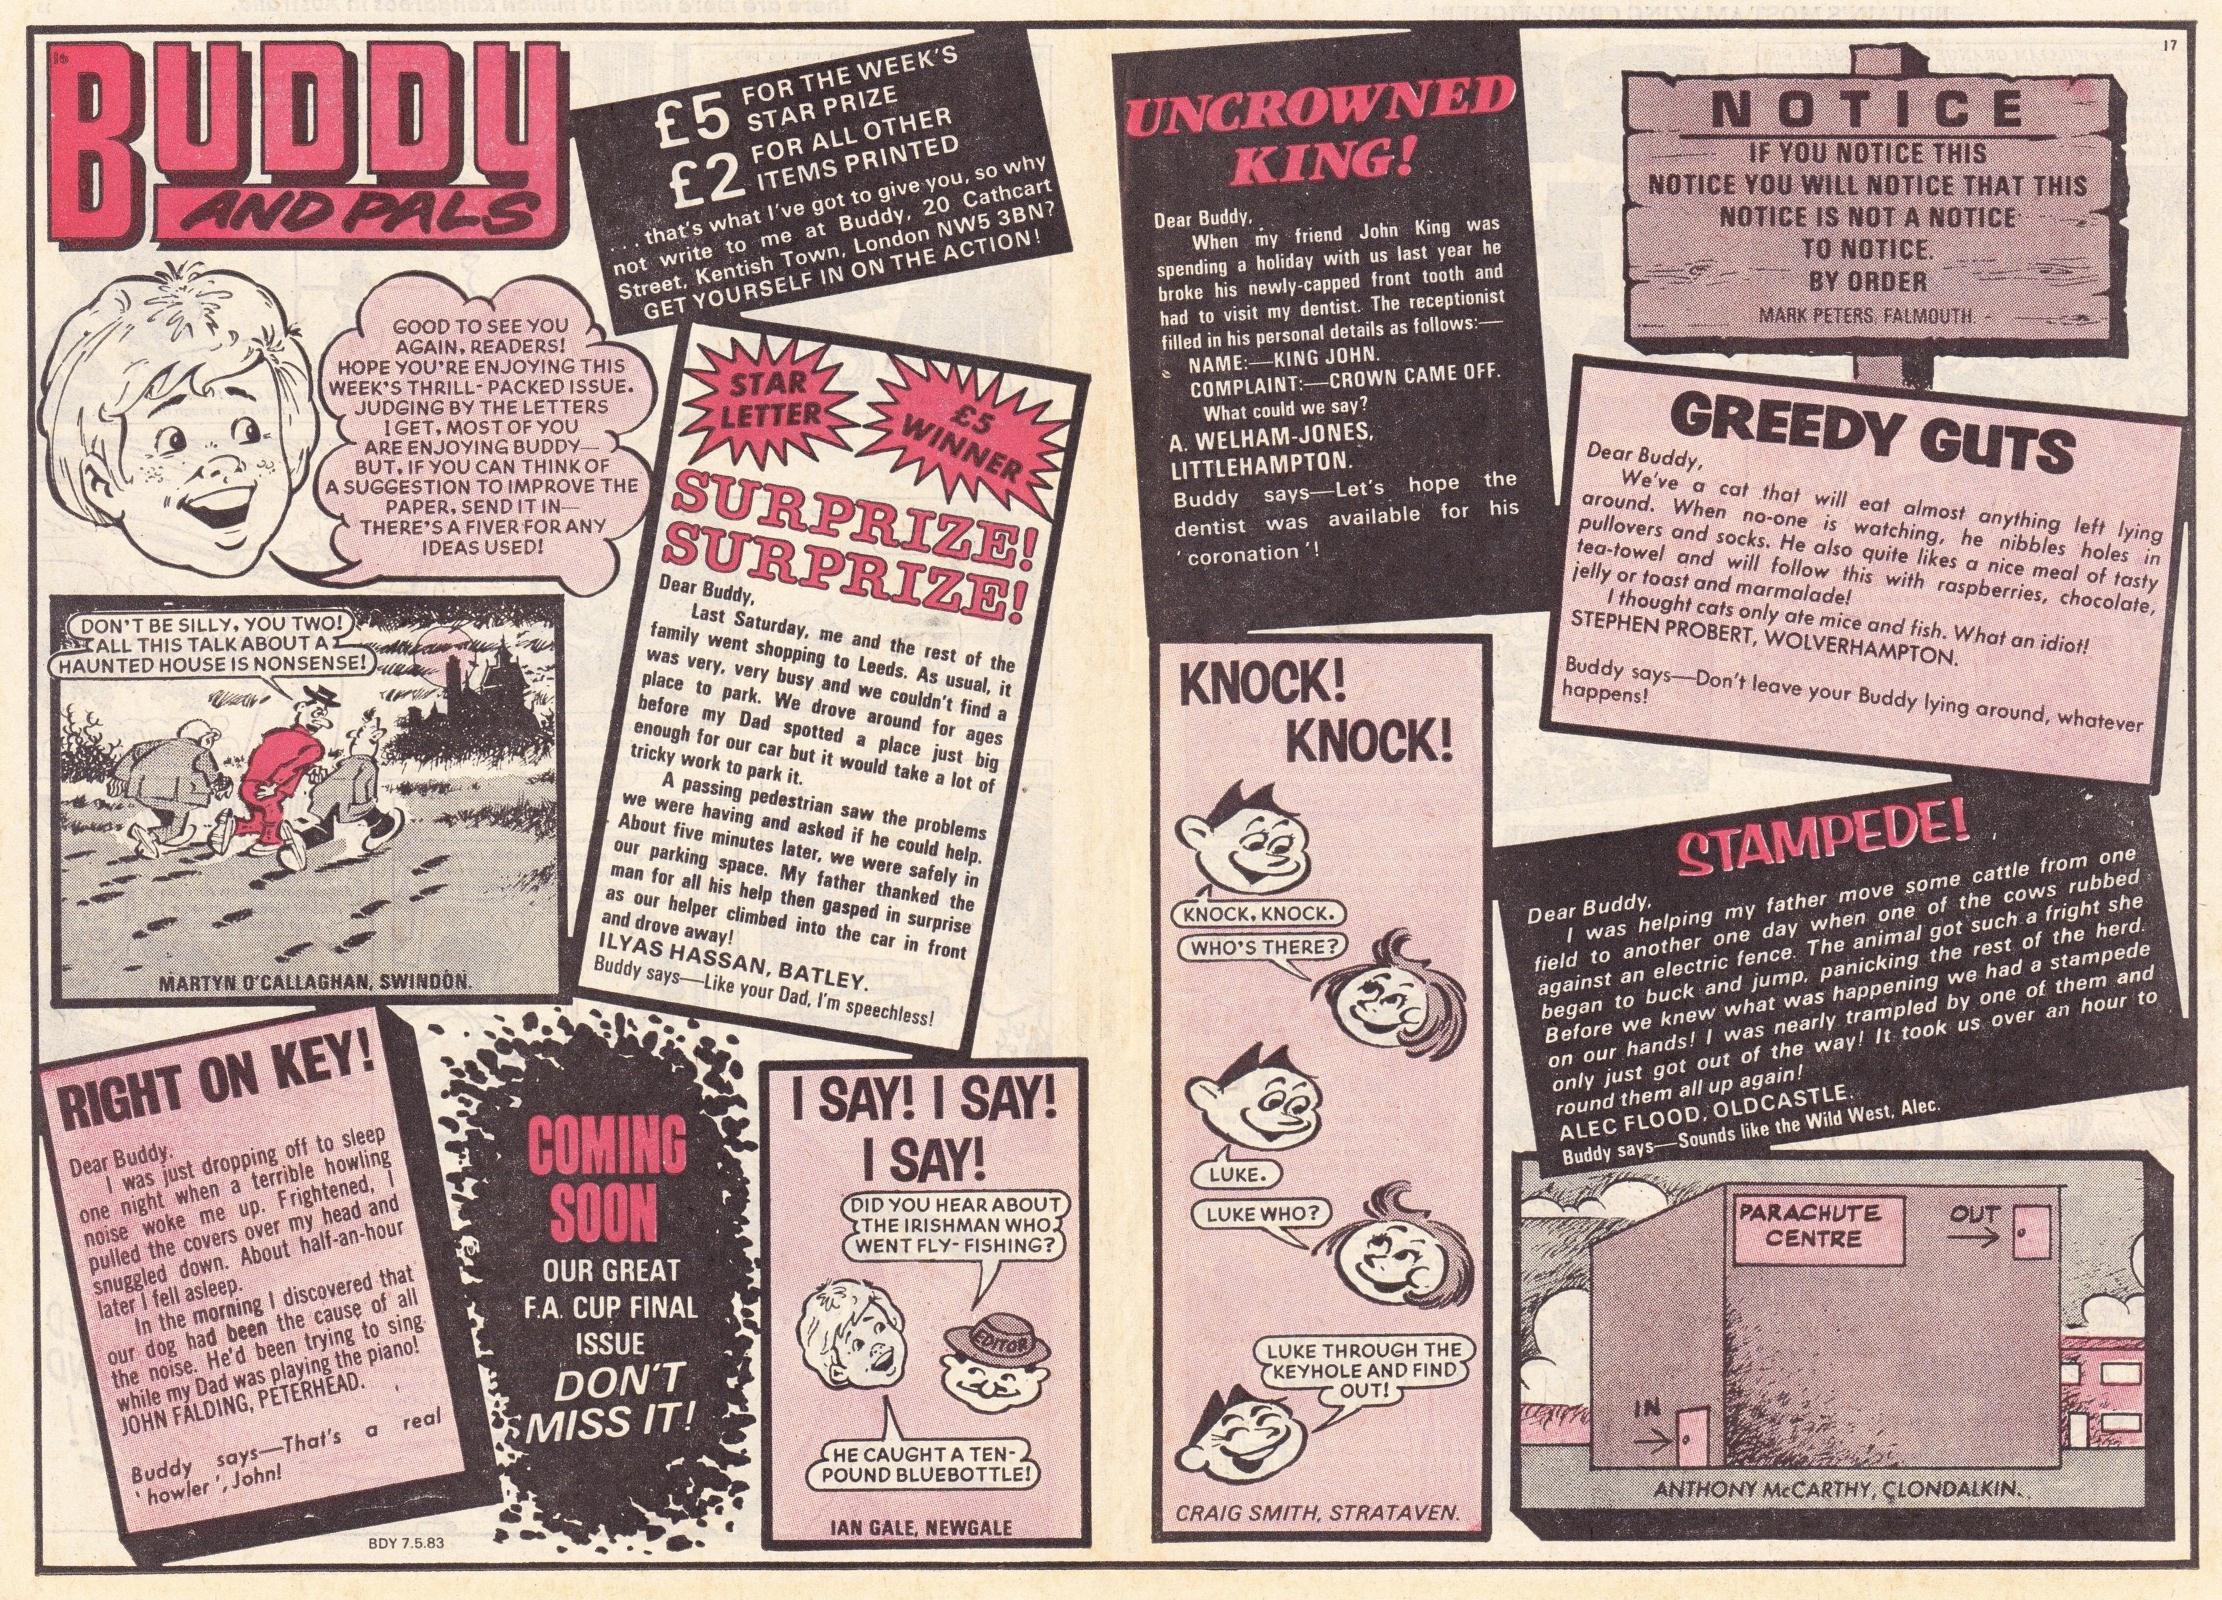 16
BUDDY
AND PALS
£5 FOR THE WEEK'S
STAR PRIZE
£2 FOR ALL OTHER
ITEMS PRINTED
. . . that's what I've got to give you, so why
not write to me at Buddy, 20 Cathcart
Street, Kentish Town, London NW5 3BN?
GET YOURSELF IN ON THE ACTION!
GOOD TO SEE YOU
AGAIN, READERS!
HOPE YOU'RE ENJOYING THIS
WEEK'S THRILL-PACKED ISSUE.
JUDGING BY THE LETTERS
I GET, MOST OF YOU
ARE ENJOYING BUDDY—
BUT, IF YOU CAN THINK OF
A SUGGESTION TO IMPROVE THE
PAPER, SEND IT IN—
THERE'S A FIVER FOR ANY
IDEAS USED!
DON'T BE SILLY, YOU TWO!
ALL THIS TALK ABOUT A
HAUNTED HOUSE IS NONSENSE!
MARTYN O'CALLAGHAN, SWINDON.
STAR
LETTER
£5
WINNER
SURPRIZE!
SURPRIZE!
Dear Buddy,
Last Saturday, me and the rest of the
family went shopping to Leeds. As usual, it
was very, very busy and we couldn't find a
place to park. We drove around for ages
before my Dad spotted a place just big
enough for our car but it would take a lot of
tricky work to park it.
A passing pedestrian saw the problems
we were having and asked if he could help.
About five minutes later, we were safely in
our parking space. My father thanked the
man for all his help then gasped in surprise
as our helper climbed into the car in front
and drove away!
ILYAS HASSAN, BATLEY.
Buddy says—Like your Dad, I'm speechless!
RIGHT ON KEY!
Dear Buddy.
I was just dropping off to sleep
one night when a terrible howling
noise woke me up. Frightened, I
pulled the covers over my head and
snuggled down. About half-an-hour
later I fell asleep.
In the morning I discovered that
our dog had been the cause of all
the noise. He'd been trying to sing
while my Dad was playing the piano!
JOHN FALDING, PETERHEAD.
Buddy says—That's a real
'howler', John!
BDY 7.5.83
COMING
SOON
OUR GREAT
F.A. CUP FINAL
ISSUE
DON'T
MISS IT!
I SAY! I SAY!
I SAY!
DID YOU HEAR ABOUT
THE IRISHMAN WHO
WENT FLY-FISHING?
EDITOR
HE CAUGHT A TEN-
POUND BLUEBOTTLE!
IAN GALE, NEWGALE
17
UNCROWNED
KING!
Dear Buddy,
When my friend John King was
spending a holiday with us last year he
broke his newly-capped front tooth and
had to visit my dentist. The receptionist
filled in his personal details as follows:—
NAME:—KING JOHN.
COMPLAINT:—CROWN CAME OFF.
What could we say?
A. WELHAM-JONES,
LITTLEHAMPTON.
Buddy says—Let's hope the
dentist was available for his
'coronation'!
NOTICE
IF YOU NOTICE THIS
NOTICE YOU WILL NOTICE THAT THIS
NOTICE IS NOT A NOTICE
TO NOTICE.
BY ORDER
MARK PETERS, FALMOUTH.
GREEDY GUTS
Dear Buddy,
We've a cat that will eat almost anything left lying
around. When no-one is watching, he nibbles holes in
pullovers and socks. He also quite likes a nice meal of tasty
tea-towel and will follow this with raspberries, chocolate,
jelly or toast and marmalade!
I thought cats only ate mice and fish. What an idiot!
STEPHEN PROBERT, WOLVERHAMPTON.
Buddy says—Don't leave your Buddy lying around, whatever
happens!
KNOCK!
KNOCK!
KNOCK, KNOCK.
WHO'S THERE?
LUKE.
LUKE WHO?
LUKE THROUGH THE
KEYHOLE AND FIND
OUT!
CRAIG SMITH, STRATAVEN.
STAMPEDE!
Dear Buddy,
I was helping my father move some cattle from one
field to another one day when one of the cows rubbed
against an electric fence. The animal got such a fright she
began to buck and jump, panicking the rest of the herd.
Before we knew what was happening we had a stampede
on our hands! I was nearly trampled by one of them and
only just got out of the way! It took us over an hour to
round them all up again!
ALEC FLOOD, OLDCASTLE.
Buddy says—Sounds like the Wild West, Alec.
PARACHUTE
CENTRE
OUT
IN
ANTHONY McCARTHY, CLONDALKIN.